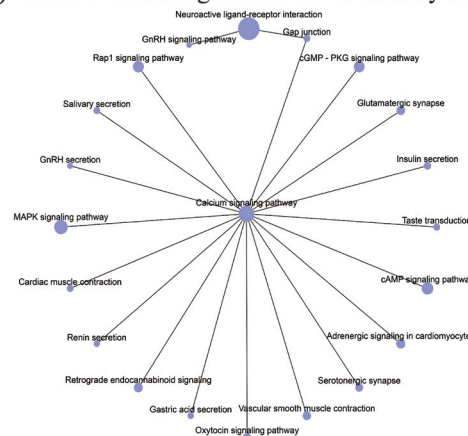 Neuroactive ligand-receptor interaction
Gap junction
GnRH signaling pathway
Rap1 signaling pathway
cGMP - PKG signaling pathway
Salivary secretion
Glutamatergic synapse
GnRH secretion
Insulin secretion
Calcium signaling pathway
MAPK signaling pathway
Taste transduction
Cardiac muscle contraction
cAMP signaling pathwa
Renin secretion
Adrenergic signaling in cardiomyocyte
Retrograde endocannabinoid signaling
Serotonergic synapse
Gastric acid secretion
Vascular smooth muscle contraction
Oxytocin signaling pathway